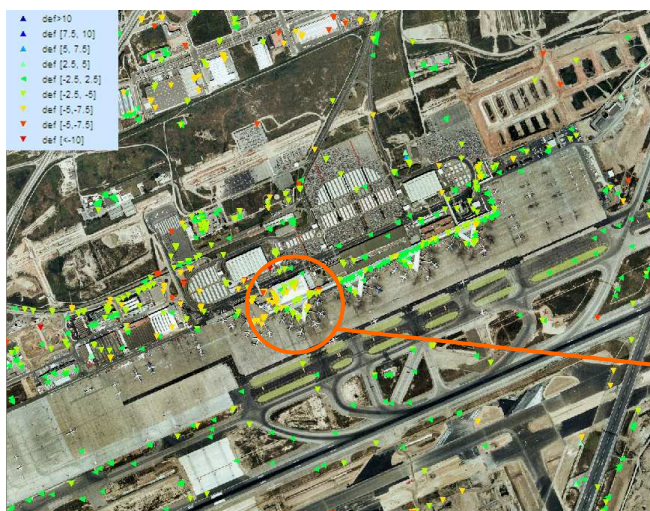 def>10
def [7.5, 10]
def [5, 7.5]
def [2.5, 5]
def [-2.5, 2.5]
def [-2.5, -5]
def [-5,-7.5]
def [-5,-7.5]
def [<-10]